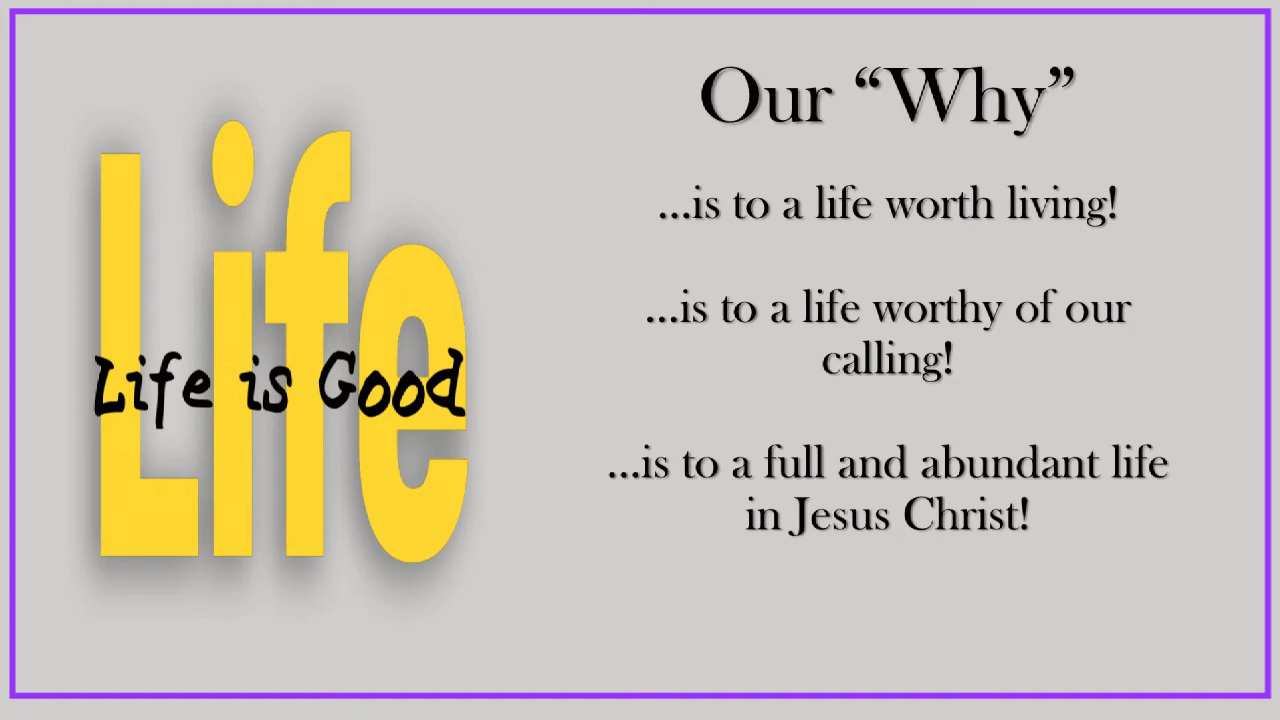 Life
Life is Good
Our “Why”
...is to a life worth living!
...is to a life worthy of our
calling!
...is to a full and abundant life
in Jesus Christ!